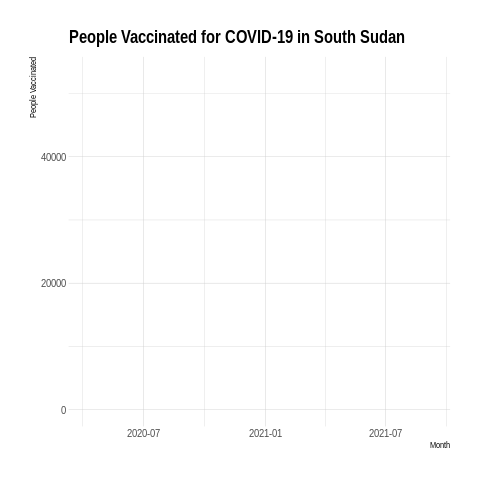 People Vaccinated for COVID-19 in South Sudan
People Vaccinated
40000
20000
0
2020-07
2021-01
2021-07
Month